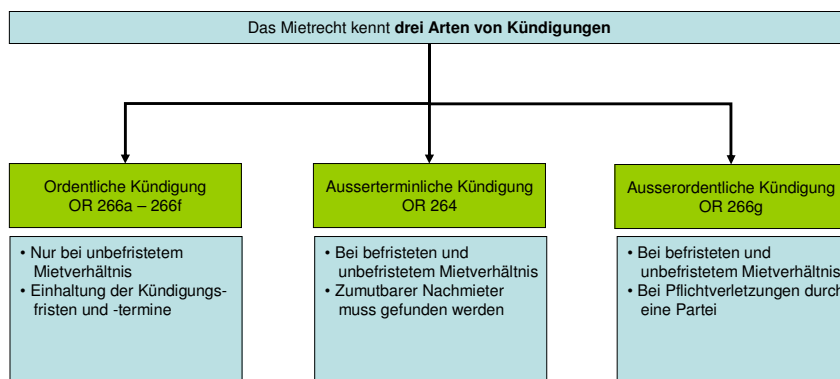 Das Mietrecht kennt drei Arten von Kündigungen
Ordentliche Kündigung
OR 266a – 266f
• Nur bei unbefristetem
Mietverhältnis
• Einhaltung der Kündigungs-
fristen und -termine
Ausserterminliche Kündigung
OR 264
• Bei befristeten und
unbefristetem Mietverhältnis
• Zumutbarer Nachmieter
muss gefunden werden
Ausserordentliche Kündigung
OR 266g
• Bei befristeten und
unbefristetem Mietverhältnis
• Bei Pflichtverletzungen durch
eine Partei